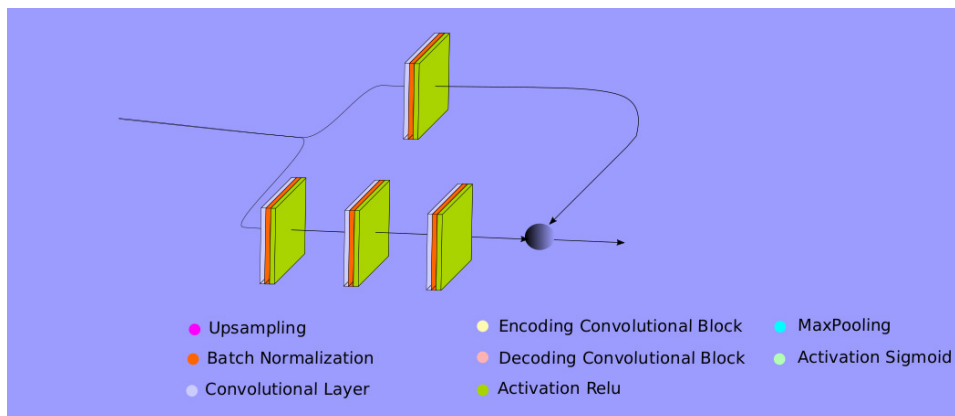 Upsampling
Encoding Convolutional Block
MaxPooling
Batch Normalization
Decoding Convolutional Block
Activation Sigmoid
Convolutional Layer
Activation Relu